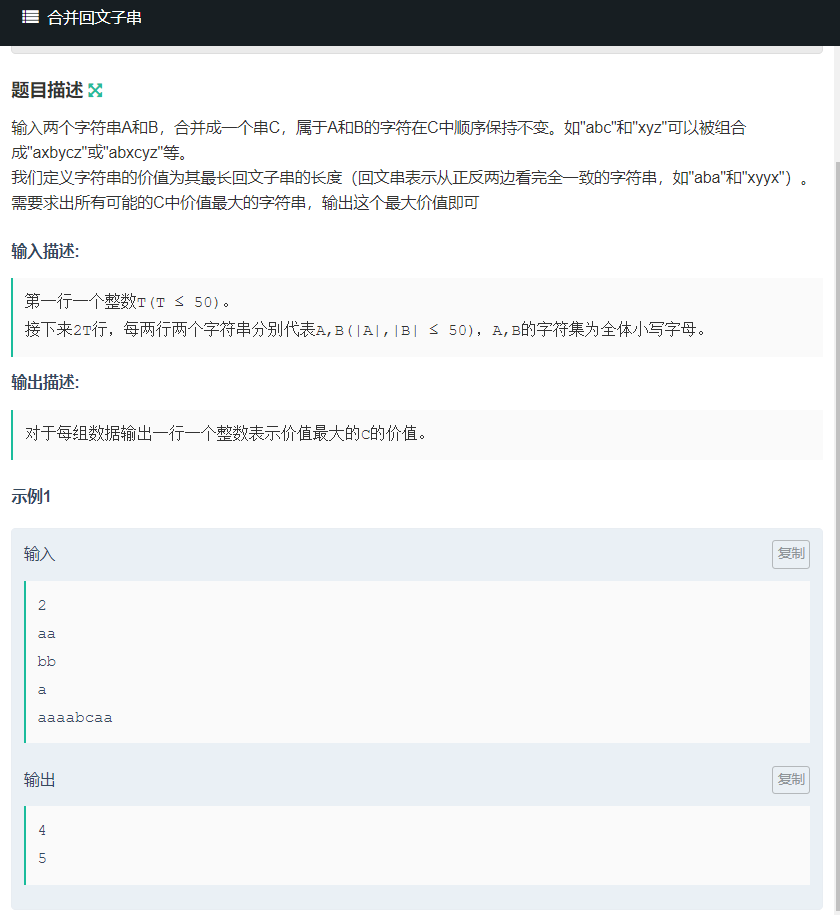 合并回文子串
题目描述
输入两个字符串A和B，合并成一个串C，属于A和B的字符在C中顺序保持不变。如"abc"和"xyz"可以被组合
成"axbycz"或"abxcyz"等。
我们定义字符串的价值为其最长回文子串的长度（回文串表示从正反两边看完全一致的字符串，如"aba"和"xyyx"）。
需要求出所有可能的C中价值最大的字符串，输出这个最大价值即可
输入描述:
第一行一个整数T(T ≤ 50)。
接下来2T行，每两行两个字符串分别代表A,B(|A|,|B| ≤ 50)，A,B的字符集为全体小写字母。
输出描述:
对于每组数据输出一行一个整数表示价值最大的C的价值。
示例1
输入
复制
2
aa
bb
a
aaaabcaa
输出
复制
4
5